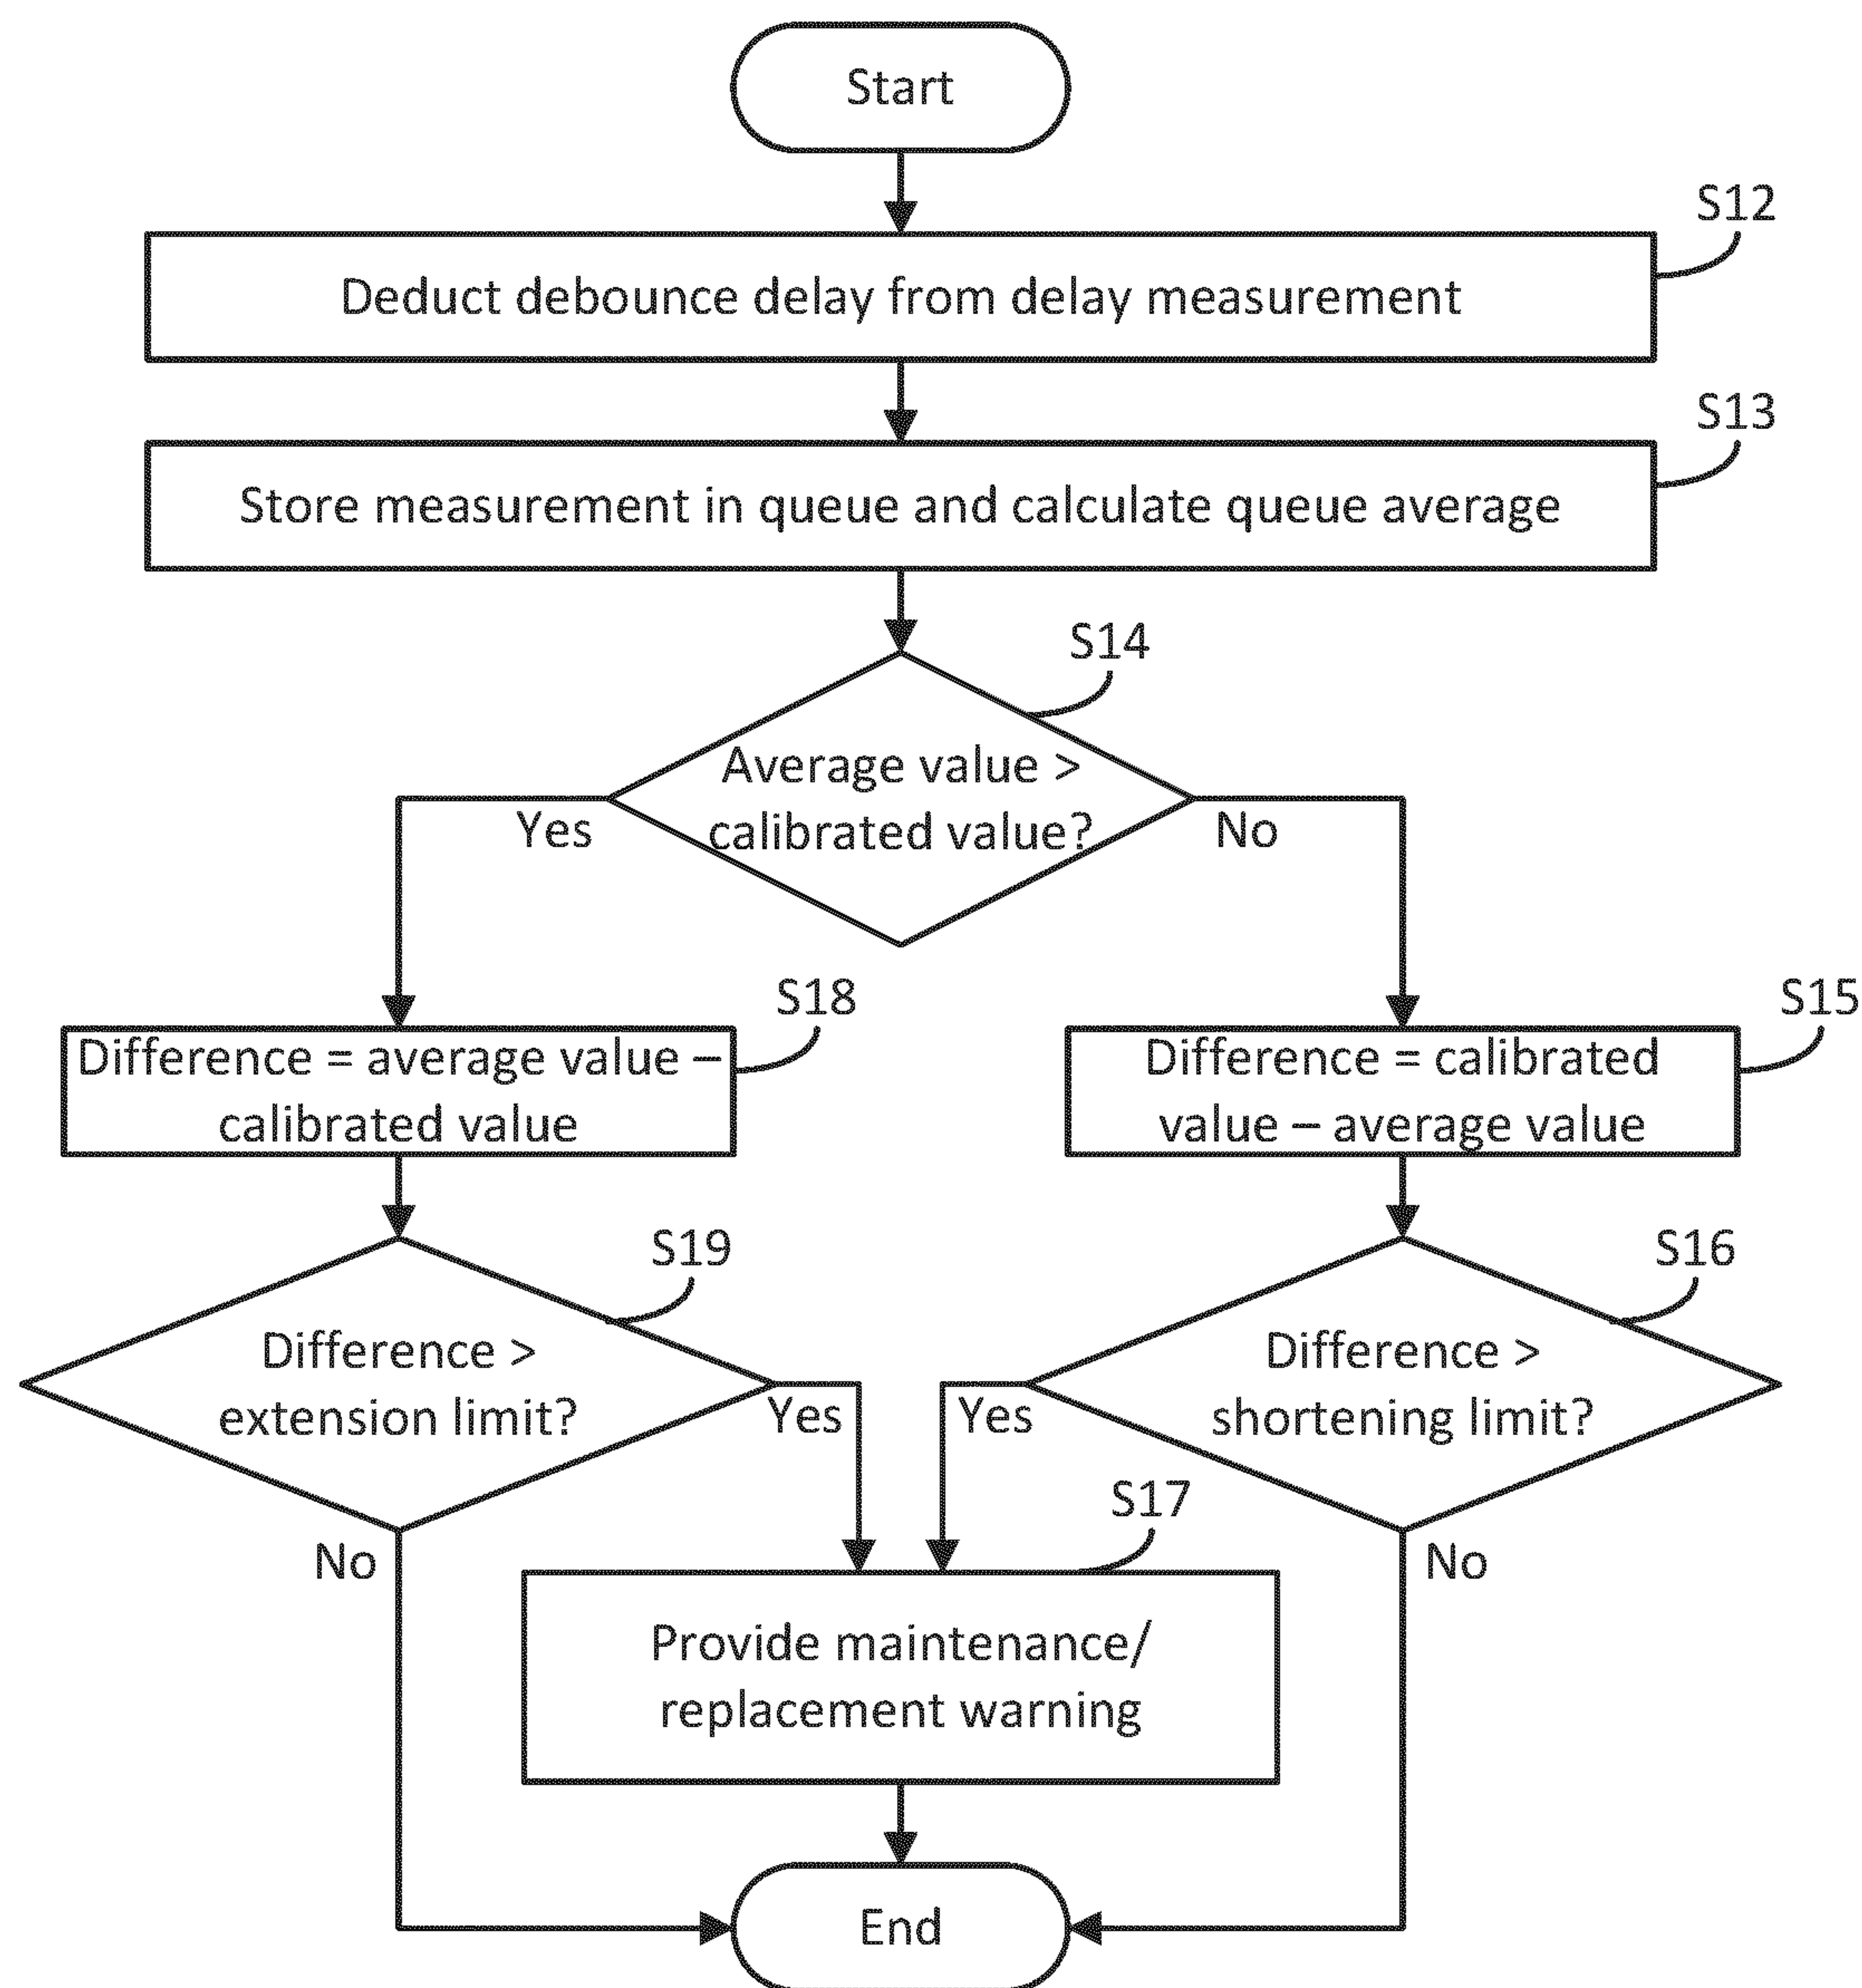 Start
S12
Deduct debounce delay from delay measurement
S13
Store measurement in queue and calculate queue average
S14
Average value >
calibrated value?
Yes
No
S18
Difference = average value –
calibrated value
S15
Difference = calibrated
value – average value
S19
Difference >
extension limit?
Yes
No
S16
Difference >
shortening limit?
Yes
No
S17
Provide maintenance/
replacement warning
End